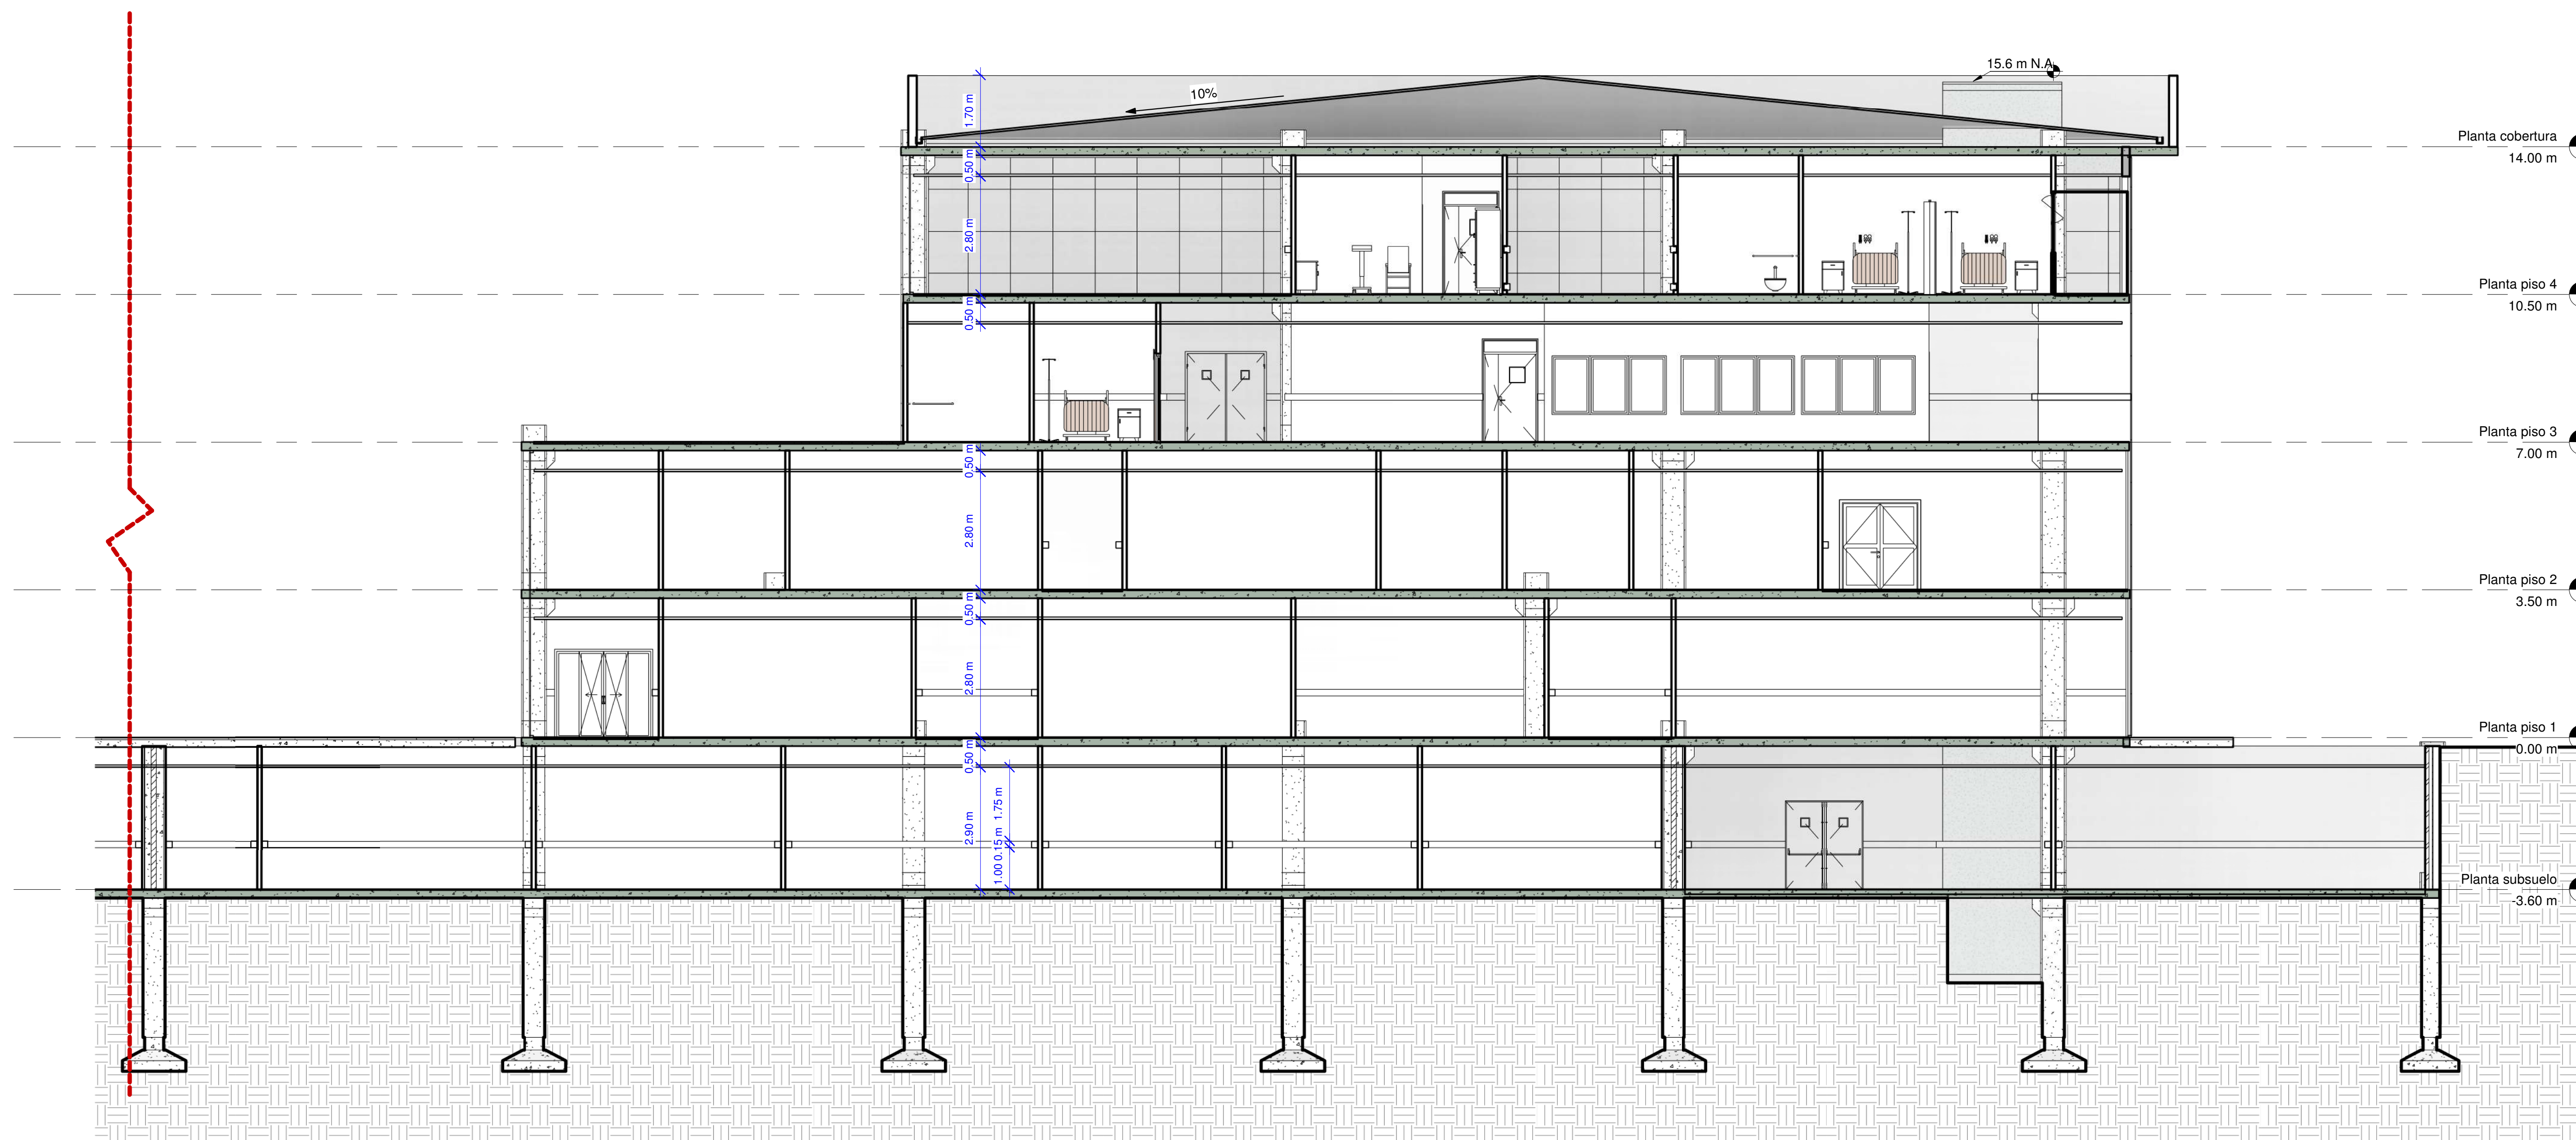 15.6 m N.A
10%
1.70 m
Planta cobertura
14.00 m
0.50 m
2.80 m
Planta piso 4
10.50 m
0.50 m
Planta piso 3
7.00 m
0.50 m
2.80 m
Planta piso 2
3.50 m
0.50 m
2.80 m
Planta piso 1
0.00 m
0.50 m
1.75 m
2.90 m
0.15 m
1.00
Planta subsuelo
-3.60 m